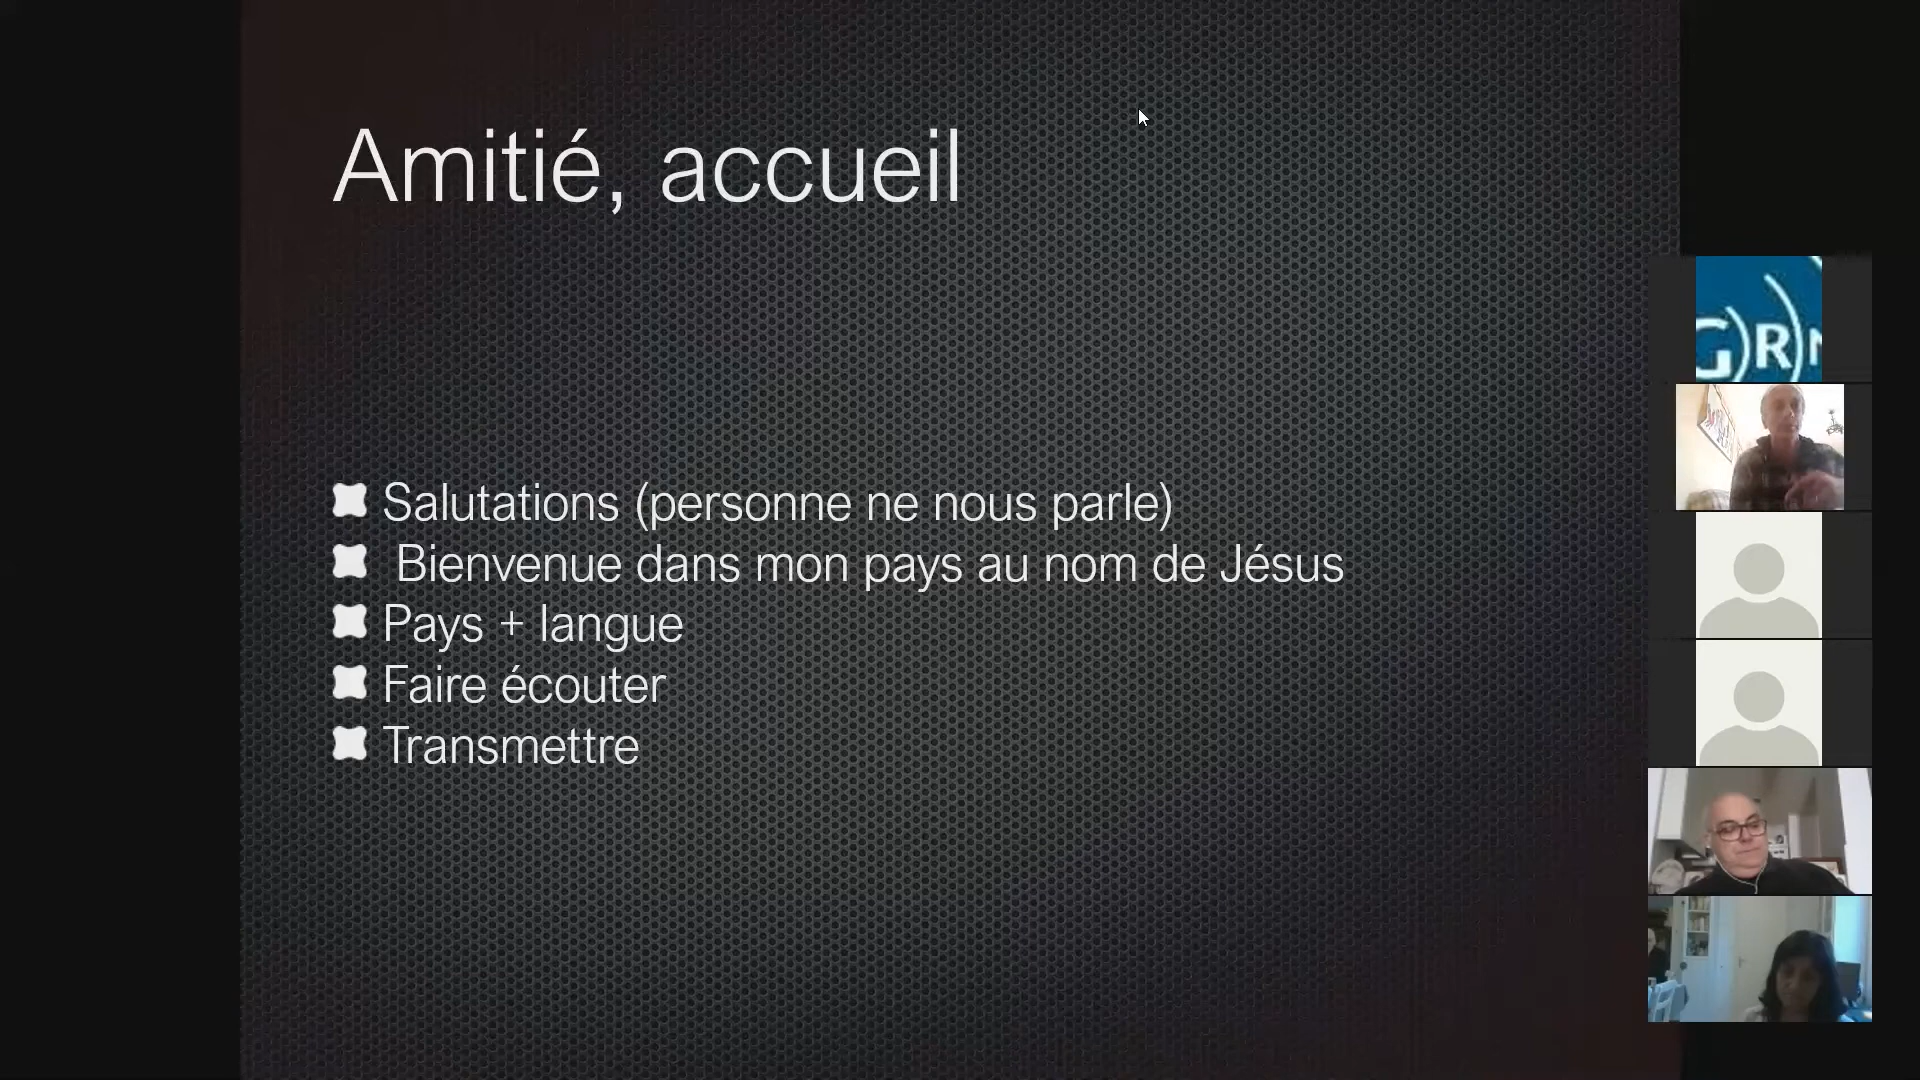 Amitié, accueil
Salutations (personne ne nous parle)
Bienvenue dans mon pays au nom de Jésus
Pays + langue
Faire écouter
Transmettre
GRN